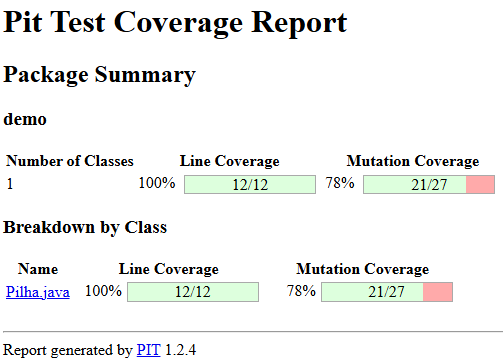 Pit Test Coverage Report
Package Summary
demo
Number of Classes Line Coverage Mutation Coverage
1 100% 12/12 78% 21/27
Breakdown by Class
Name Line Coverage Mutation Coverage
Pilha.java 100% 12/12 78% 21/27
Report generated by PIT 1.2.4